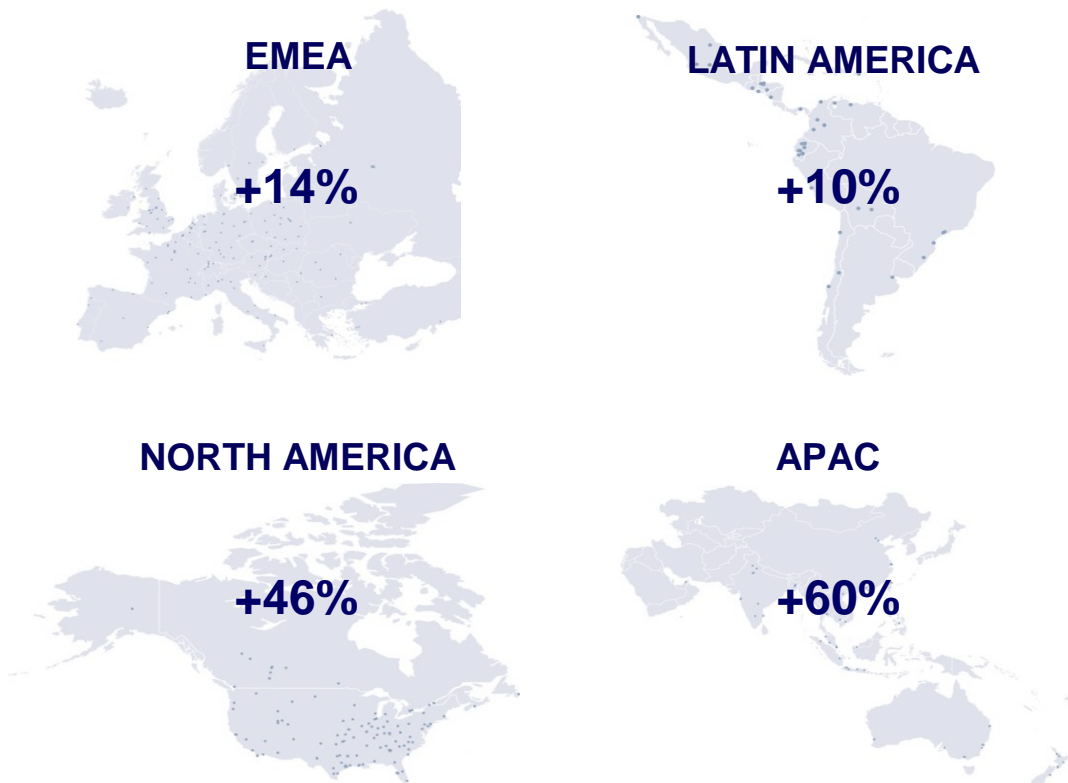 EMEA
+14%
LATIN AMERICA
+10%
NORTH AMERICA
+46%
APAC
+60%